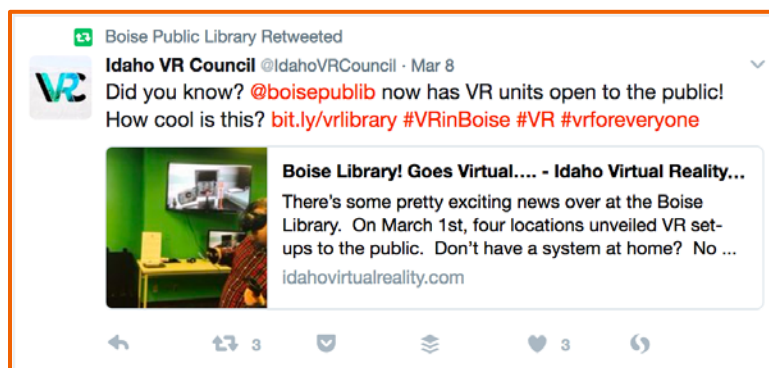 Boise Public Library Retweeted
Idaho VR Council @IdahoVRCouncil · Mar 8
VRC
Did you know? @boisepublib now has VR units open to the public!
How cool is this? bit.ly/vrlibrary #VRinBoise #VR #vrforeveryone
Boise Library! Goes Virtual.... - Idaho Virtual Reality...
There's some pretty exciting news over at the Boise
Library.  On March 1st, four locations unveiled VR set-
ups to the public.  Don't have a system at home?  No ...
idahovirtualreality.com
3
3